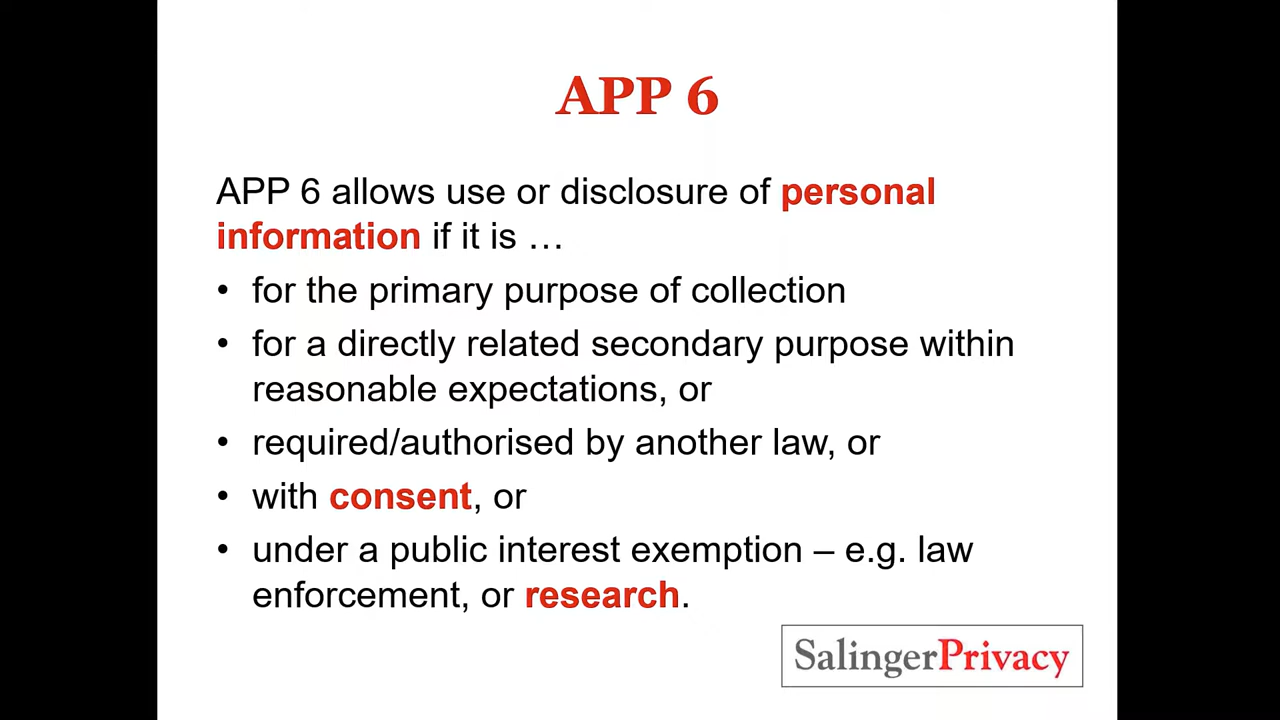 APP 6
APP 6 allows use or disclosure of personal
information if it is …
• for the primary purpose of collection
• for a directly related secondary purpose within
reasonable expectations, or
• required/authorised by another law, or
• with consent, or
• under a public interest exemption – e.g. law
enforcement, or research.
SalingerPrivacy